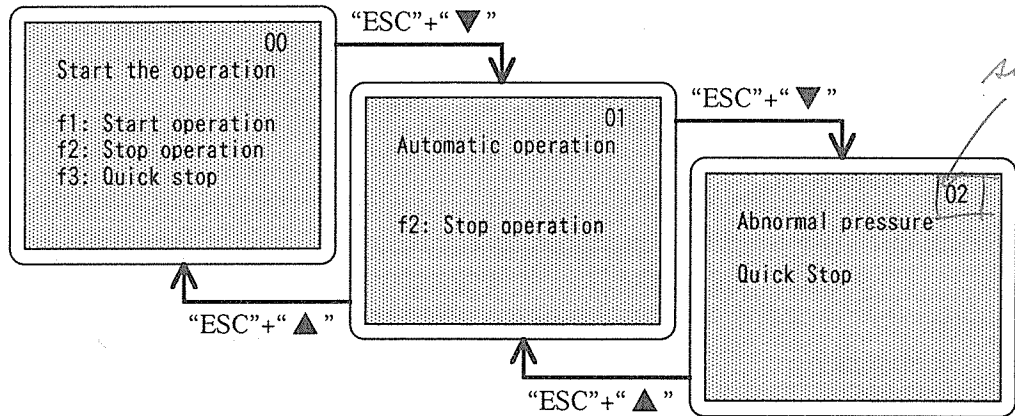 00
Start the operation
f1: Start operation
f2: Stop operation
f3: Quick stop
“ESC”+“ ▼ ”
01
Automatic operation
f2: Stop operation
“ESC”+“ ▼ ”
02
Abnormal pressure
Quick Stop
“ESC”+“ ▲ ”
“ESC”+“ ▲ ”